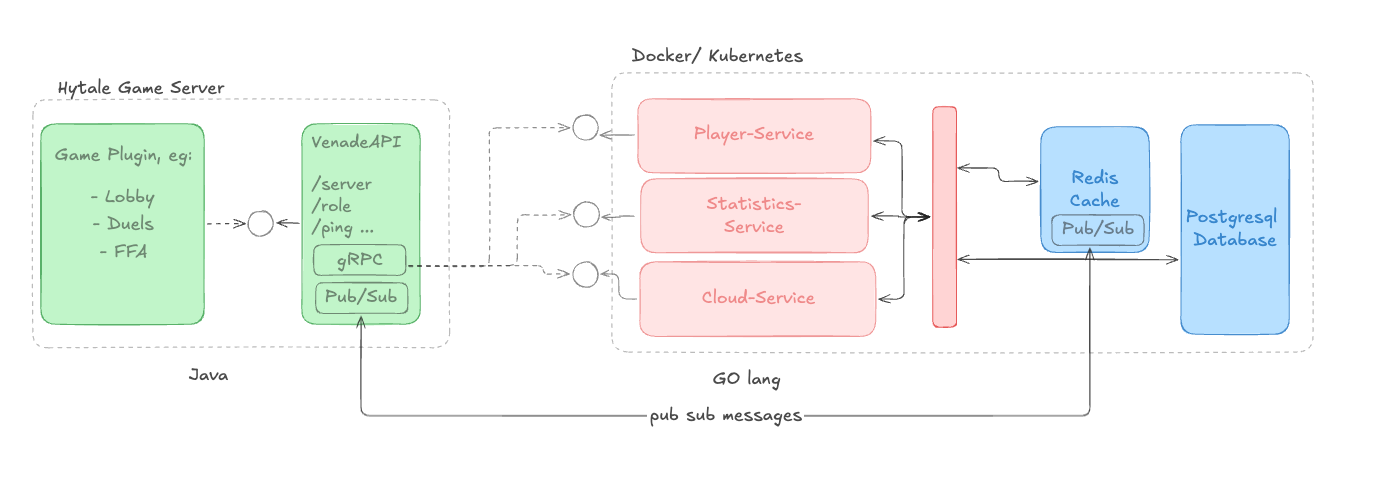 Docker/ Kubernetes
Hytale Game Server
Game Plugin, eg:
- Lobby
- Duels
- FFA
VenadeAPI
/server
/role
/ping ...
gRPC
Pub/Sub
Player-Service
Statistics-
Service
Cloud-Service
Redis
Cache
Pub/Sub
Postgresql
Database
Java
GO lang
pub sub messages